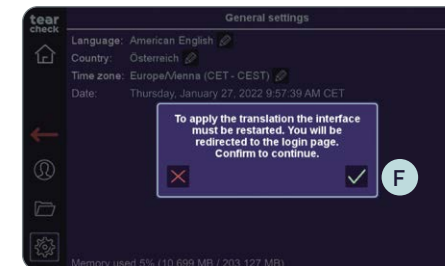 tear
check
General settings
Language: American English
Country: Österreich
Time zone: Europe/Vienna (CET - CEST)
Date: Thursday, January 27, 2022 9:57:39 AM CET
To apply the translation the interface
must be restarted. You will be
redirected to the login page.
Confirm to continue.
F
Memory used 5% (10 699 MB / 203 127 MB)